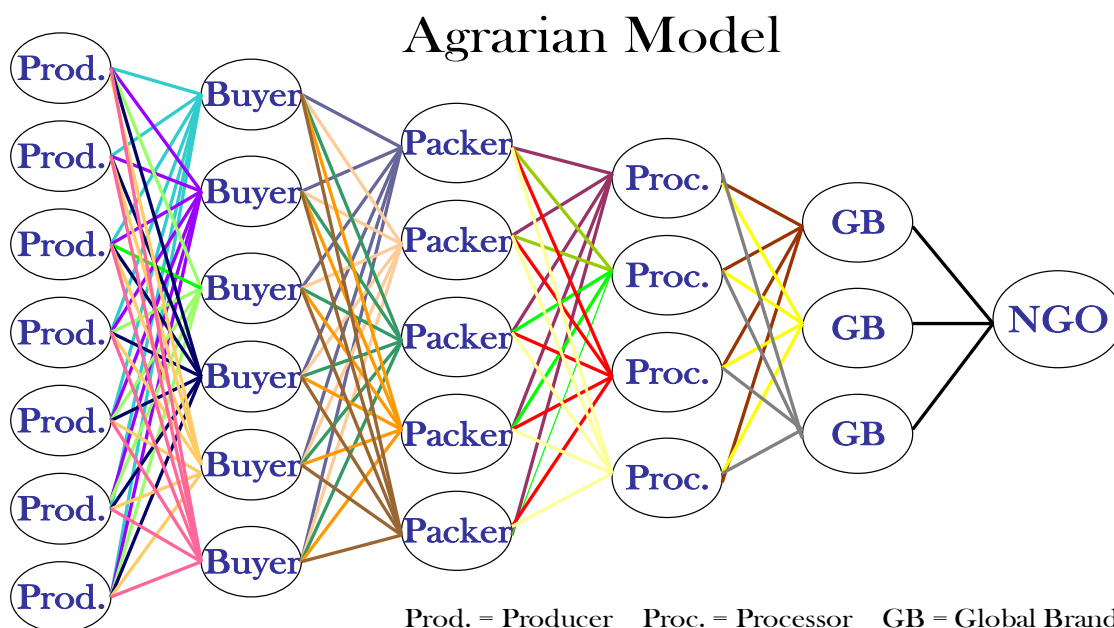 Agrarian Model
Prod.
Prod.
Prod.
Prod.
Prod.
Prod.
Prod.
Buyer
Buyer
Buyer
Buyer
Buyer
Buyer
Packer
Packer
Packer
Packer
Packer
Proc.
Proc.
Proc.
Proc.
GB
GB
GB
NGO
Prod. = Producer Proc. = Processor GB = Global Brand